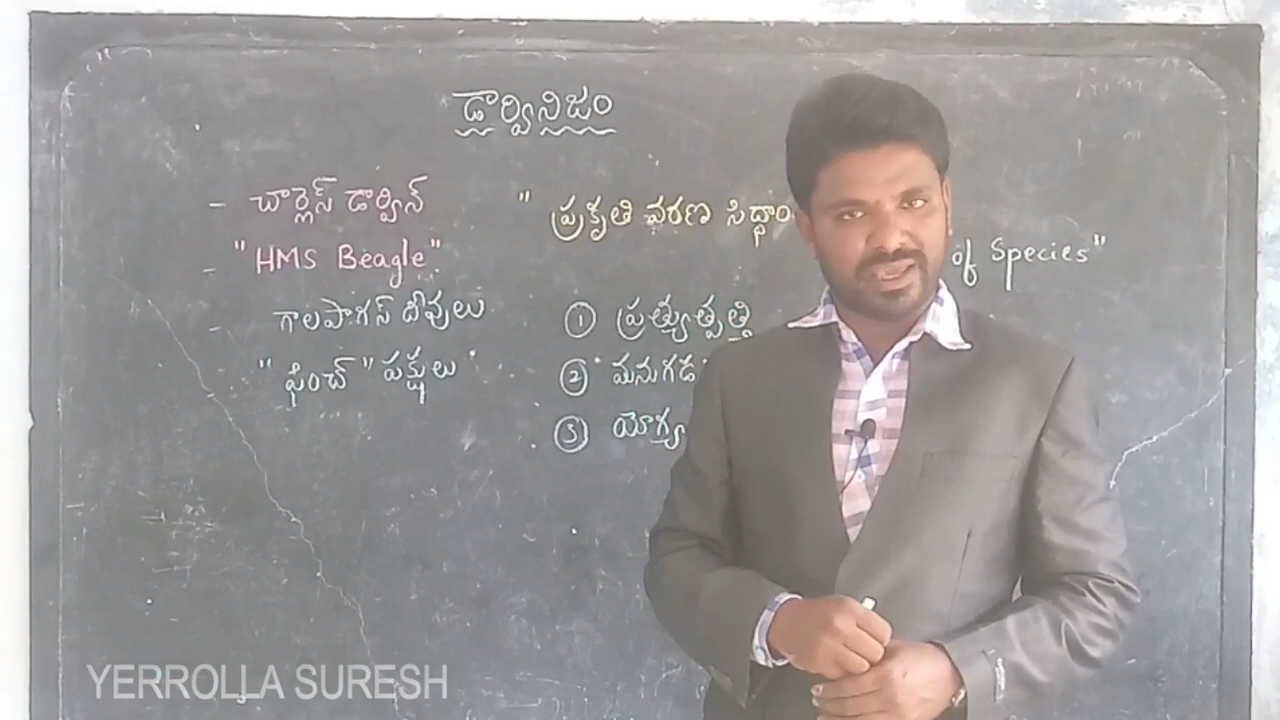 డార్వినిజం
- చార్లెస్ డార్విన్
" ప్రకృతి వరణ
- "HMS Beagle"
of Species"
- గాలపాగస్ దీవులు
① ప్రత్యుత్పత్తి
"ఫించ్" పక్షులు
② మనుగడ
③
YERROLLA SURESH